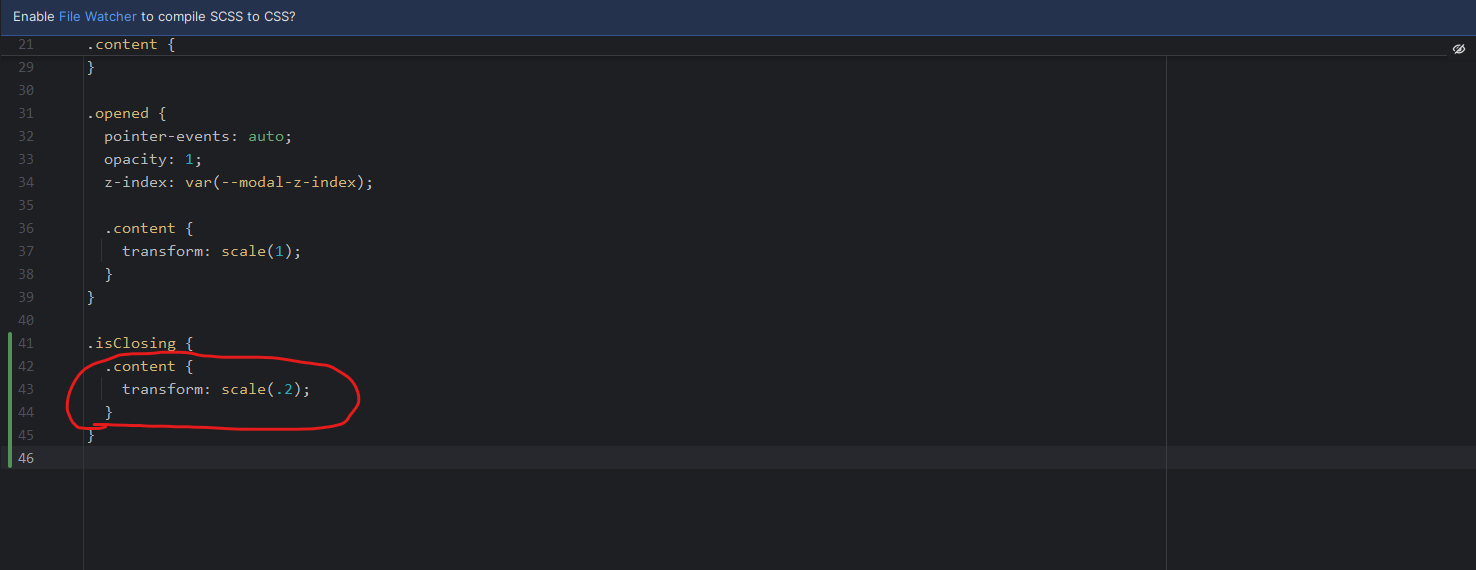 Enable File Watcher to compile SCSS to CSS?
21 .content {
29 }
30
31 .opened {
32 pointer-events: auto;
33 opacity: 1;
34 z-index: var(--modal-z-index);
35
36 .content {
37 transform: scale(1);
38 }
39 }
40
41 .isClosing {
42 .content {
43 transform: scale(.2);
44 }
45 }
46